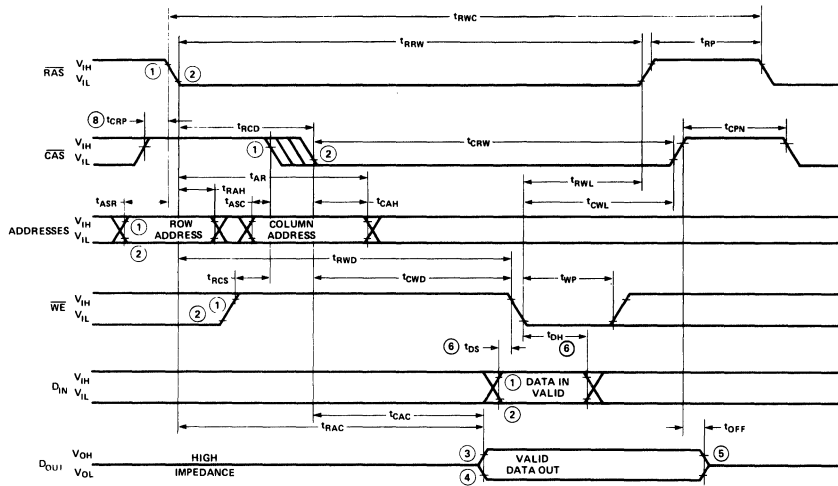 tRWC
tRRW
tRP
RAS VIH
VIL
① ②
⑧ tCRP
tRCD
CAS VIH
VIL
① ②
tCRW
tCPN
tAR
tRWL
tASR
tRAH
tASC
tCAH
tCWL
ADDRESSES VIH
VIL
① ROW ADDRESS
②
COLUMN ADDRESS
tRWD
tRCS
tCWD
tWP
WE VIH
VIL
② ①
⑥ tDS
tDH
⑥
DIN VIH
VIL
① DATA IN VALID
②
tCAC
tRAC
tOFF
DOUT VOH
VOL
HIGH IMPEDANCE
③ VALID DATA OUT ⑤
④